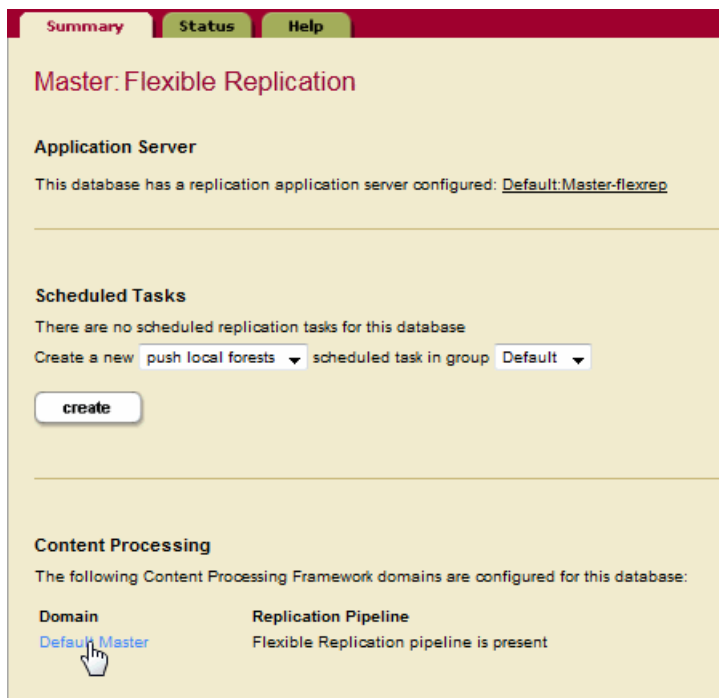 Summary Status Help
Master: Flexible Replication
Application Server
This database has a replication application server configured: Default:Master-flexrep
Scheduled Tasks
There are no scheduled replication tasks for this database
Create a new push local forests scheduled task in group Default
create
Content Processing
The following Content Processing Framework domains are configured for this database:
Domain Replication Pipeline
Default Master Flexible Replication pipeline is present